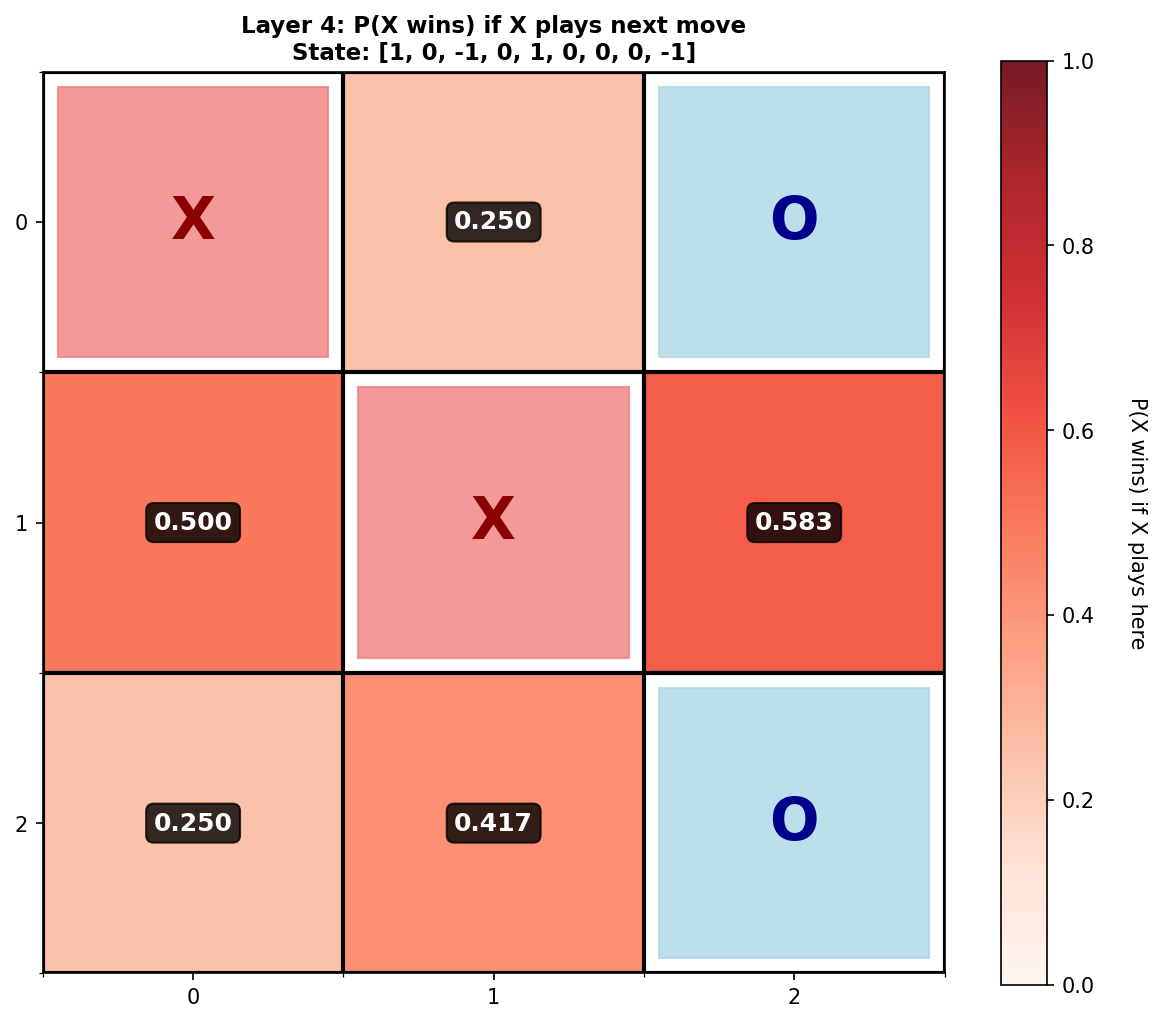 Layer 4: P(X wins) if X plays next move
State: [1, 0, -1, 0, 1, 0, 0, 0, -1]
0
X
0.250
O
1
0.500
X
0.583
2
0.250
0.417
O
0
1
2
1.0
0.8
0.6
0.4
0.2
0.0
P(X wins) if X plays here